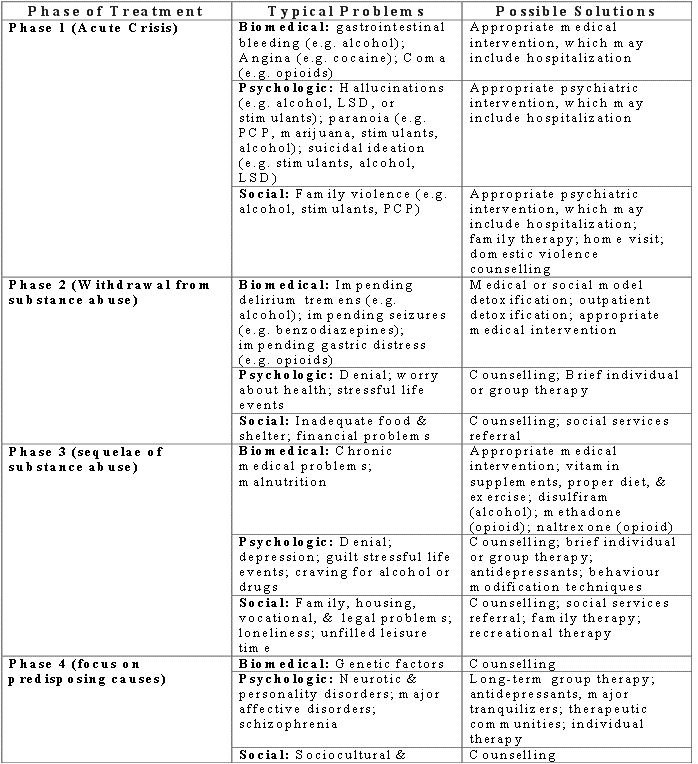 Phase of Treatment Typical Problems Possible Solutions
Phase 1 (Acute Crisis)
Biomedical: gastrointestinal
bleeding (e.g. alcohol);
Angina (e.g. cocaine); Coma
(e.g. opioids)
Appropriate medical
intervention, which may
include hospitalization
Psychologic: Hallucinations
(e.g. alcohol, LSD, or
stimulants); paranoia (e.g.
PCP, marijuana, stimulants,
alcohol); suicidal ideation
(e.g. stimulants, alcohol,
LSD)
Appropriate psychiatric
intervention, which may
include hospitalization
Social: Family violence (e.g.
alcohol, stimulants, PCP)
Appropriate psychiatric
intervention, which may
include hospitalization;
family therapy; home visit;
domestic violence
counselling
Phase 2 (Withdrawal from
substance abuse)
Biomedical: Impending
delirium tremens (e.g.
alcohol); impending seizures
(e.g. benzodiazepines);
impending gastric distress
(e.g. opioids)
Medical or social model
detoxification; outpatient
detoxification; appropriate
medical intervention
Psychologic: Denial; worry
about health; stressful life
events
Counselling; Brief individual
or group therapy
Social: Inadequate food &
shelter; financial problems
Counselling; social services
referral
Phase 3 (sequelae of
substance abuse)
Biomedical: Chronic
medical problems;
malnutrition
Appropriate medical
intervention; vitamin
supplements, proper diet, &
exercise; disulfiram
(alcohol); methadone
(opioid); naltrexone (opioid)
Psychologic: Denial;
depression; guilt stressful life
events; craving for alcohol or
drugs
Counselling; brief individual
or group therapy;
antidepressants; behaviour
modification techniques
Social: Family, housing,
vocational, & legal problems;
loneliness; unfilled leisure
time
Counselling; social services
referral; family therapy;
recreational therapy
Phase 4 (focus on
predisposing causes)
Biomedical: Genetic factors
Counselling
Psychologic: Neurotic &
personality disorders; major
affective disorders;
schizophrenia
Long-term group therapy;
antidepressants, major
tranquilizers; therapeutic
communities; individual
therapy
Social: Sociocultural &
Counselling